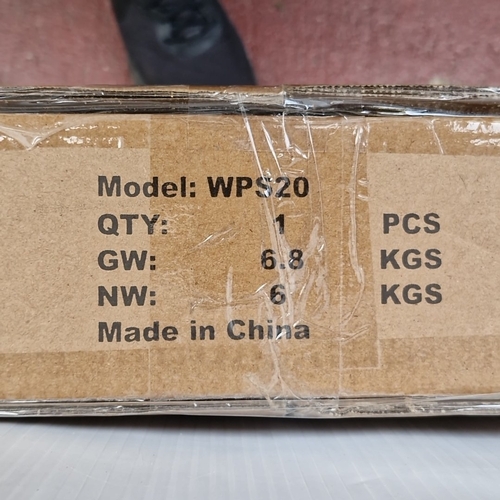 Model: WPS20
QTY: 1 PCS
GW: 6.8 KGS
NW: 6 KGS
Made in China